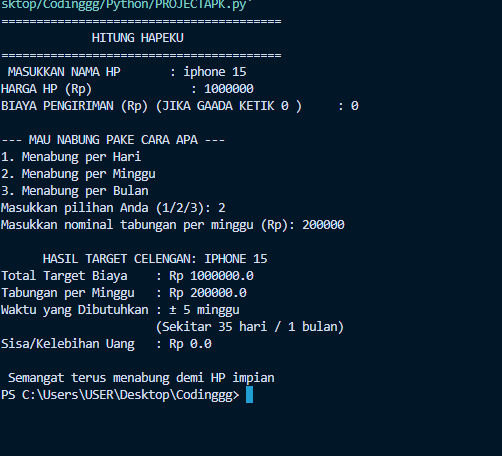 sktop/Codinggg/Python/PROJECTAPK.py'
========================================
HITUNG HAPEKU
========================================
MASUKKAN NAMA HP : iphone 15
HARGA HP (Rp) : 1000000
BIAYA PENGIRIMAN (Rp) (JIKA GAADA KETIK 0 ) : 0
--- MAU NABUNG PAKE CARA APA ---
1. Menabung per Hari
2. Menabung per Minggu
3. Menabung per Bulan
Masukkan pilihan Anda (1/2/3): 2
Masukkan nominal tabungan per minggu (Rp): 200000
HASIL TARGET CELENGAN: IPHONE 15
Total Target Biaya : Rp 1000000.0
Tabungan per Minggu : Rp 200000.0
Waktu yang Dibutuhkan : ± 5 minggu
(Sekitar 35 hari / 1 bulan)
Sisa/Kelebihan Uang : Rp 0.0
Semangat terus menabung demi HP impian
PS C:\Users\USER\Desktop\Codinggg>